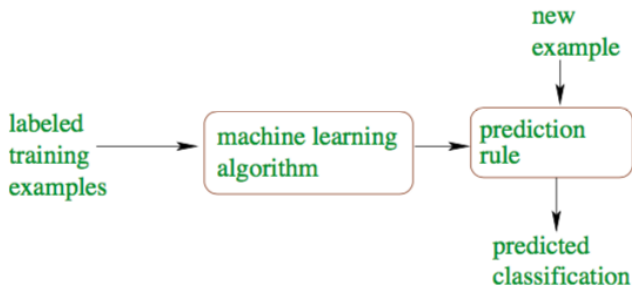 new
example
labeled
training
examples
machine learning
algorithm
prediction
rule
predicted
classification